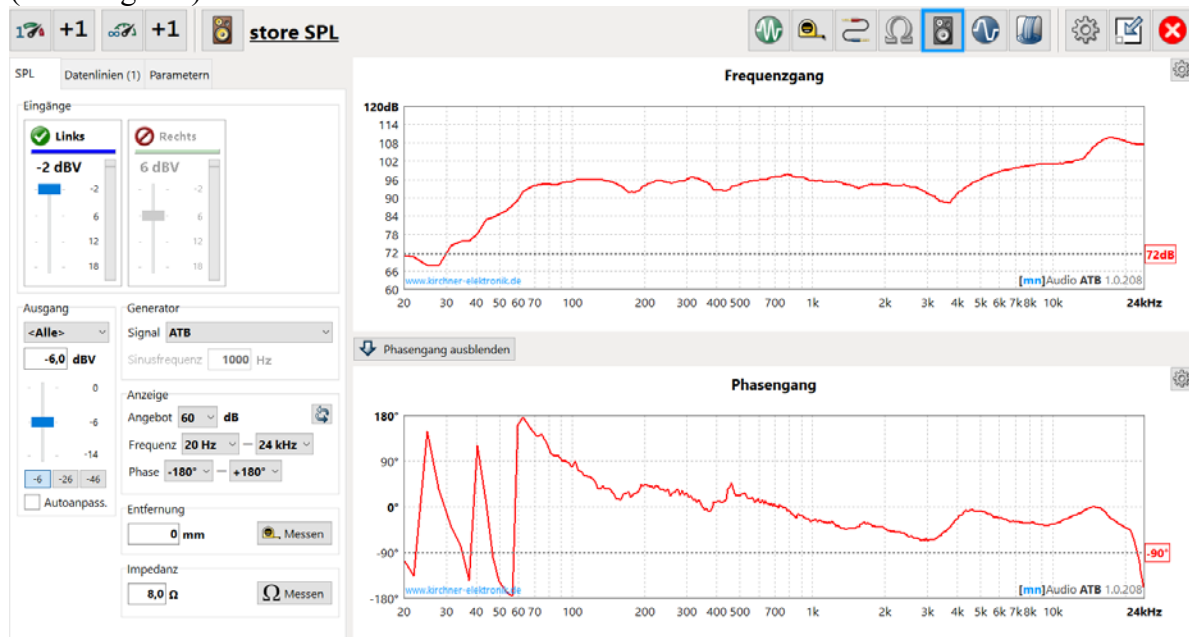 1 +1 ∞ +1 store SPL
SPL Datenlinien (1) Parametern
Eingänge
Links Rechts
-2 dBV 6 dBV
-2 -2
6 6
12 12
18 18
Ausgang
<Alle>
-6,0 dBV
0
-6
-14
-6 -26 -46
Autoanpass.
Generator
Signal ATB
Sinusfrequenz 1000 Hz
Anzeige
Angebot 60 dB
Frequenz 20 Hz — 24 kHz
Phase -180° — +180°
Entfernung
0 mm Messen
Impedanz
8,0 Ω Ω Messen
Frequenzgang
120dB
114
108
102
96
90
84
78
72 72dB
66
60
www.kirchner-elektronik.de [mn]Audio ATB 1.0.208
20 30 40 50 60 70 100 200 300 400 500 700 1k 2k 3k 4k 5k 6k 7k 8k 10k 24kHz
Phasengang ausblenden
Phasengang
180°
90°
0°
-90° -90°
-180°
www.kirchner-elektronik.de [mn]Audio ATB 1.0.208
20 30 40 50 60 70 100 200 300 400 500 700 1k 2k 3k 4k 5k 6k 7k 8k 10k 24kHz